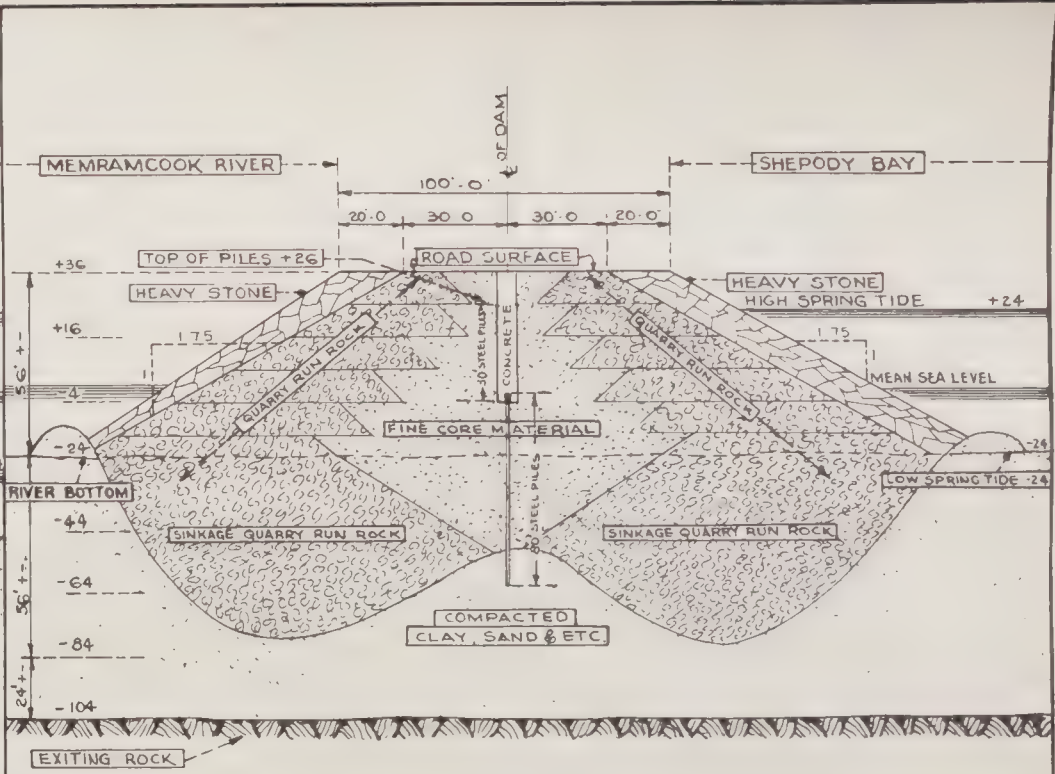 ℄ OF DAM
MEMRAMCOOK RIVER
SHEPODY BAY
100'-0"
20'-0 30 0 30'0 20-0"
TOP OF PILES +26
ROAD SURFACE
+36
HEAVY STONE
HEAVY STONE
HIGH SPRING TIDE +24
+16
1.75
1
1.75
1
56'+-
30 STEEL PILES
CONCRETE
QUARRY RUN ROCK
QUARRY RUN ROCK
MEAN SEA LEVEL
-4
FINE CORE MATERIAL
-24
-24
-24
RIVER BOTTOM
LOW SPRING TIDE -24
STEEL PILES
-44
SINKAGE QUARRY RUN ROCK
SINKAGE QUARRY RUN ROCK
56'+-
-64
COMPACTED
CLAY, SAND & ETC
-84
24'+-
-104
EXITING ROCK